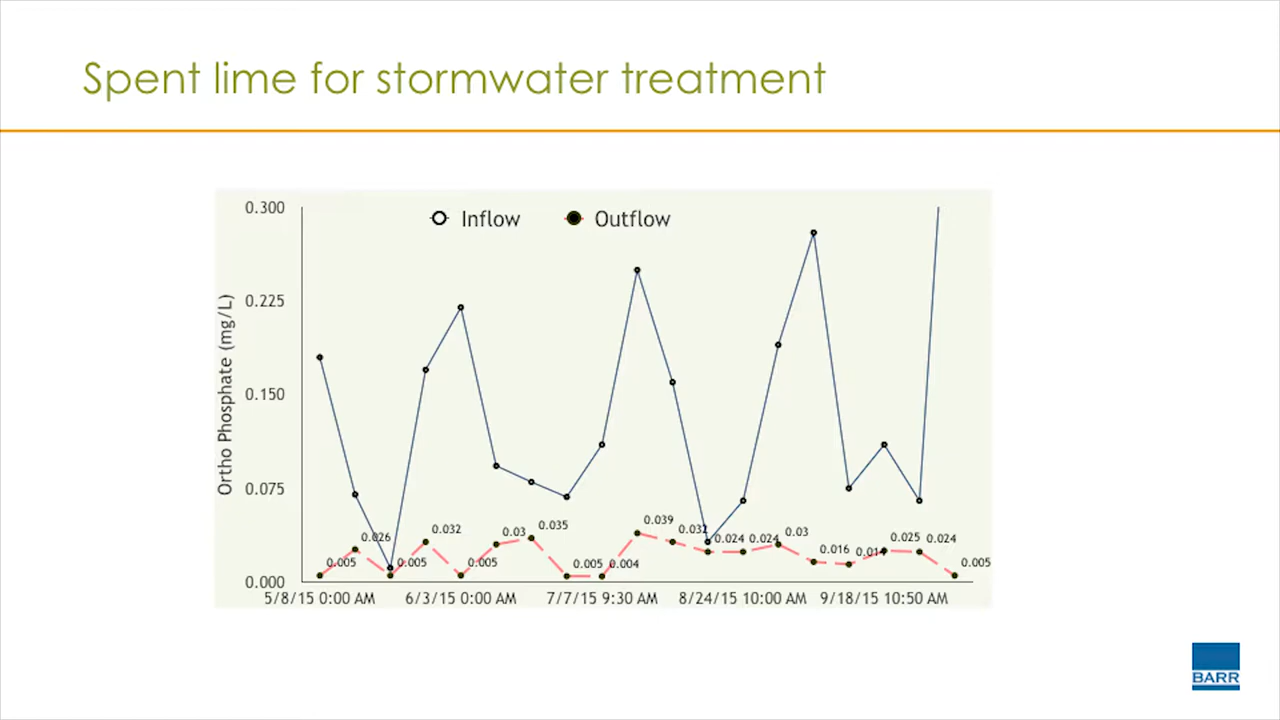 Spent lime for stormwater treatment
Inflow Outflow
Ortho Phosphate (mg/L)
0.300
0.225
0.150
0.075
0.000
0.005 0.026 0.005 0.032 0.005 0.03 0.035 0.005 0.004 0.039 0.032 0.024 0.024 0.03 0.016 0.014 0.025 0.024 0.005
5/8/15 0:00 AM 6/3/15 0:00 AM 7/7/15 9:30 AM 8/24/15 10:00 AM 9/18/15 10:50 AM
BARR